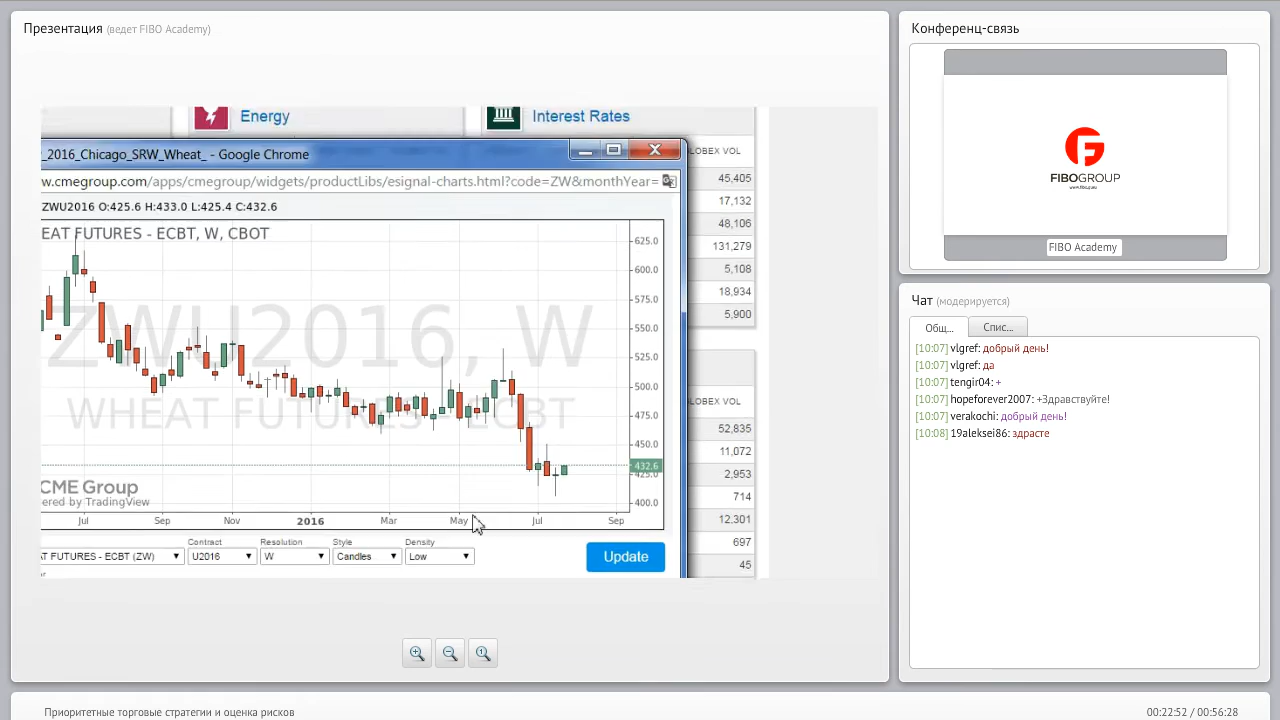 Презентация (ведет FIBO Academy)
Energy
Interest Rates
_2016_Chicago_SRW_Wheat_ - Google Chrome
LOBEX VOL
w.cmegroup.com/apps/cmegroup/widgets/productLibs/esignal-charts.html?code=ZW&monthYear=
45,405
17,132
48,106
131,279
5,108
18,934
5,900
ZWU2016 O:425.6 H:433.0 L:425.4 C:432.6
EAT FUTURES - ECBT, W, CBOT
ZWU2016, W
WHEAT FUTURES - ECBT
625.0
600.0
575.0
550.0
525.0
500.0
475.0
450.0
432.6
425.0
400.0
CME Group
ered by TradingView
Jul Sep Nov 2016 Mar May Jul Sep
LOBEX VOL
52,835
11,072
2,953
714
12,301
697
45
Contract Resolution Style Density
AT FUTURES - ECBT (ZW) U2016 W Candles Low
Update
Конференц-связь
FIBOGROUP
www.fibo.eu
FIBO Academy
Чат (модерируется)
Общ... Спис...
[10:07] vlgref: добрый день!
[10:07] vlgref: да
[10:07] tengir04: +
[10:07] hopeforever2007: +Здравствуйте!
[10:07] verakochi: добрый день!
[10:08] 19aleksei86: здрасте
Приоритетные торговые стратегии и оценка рисков
00:22:52 / 00:56:28